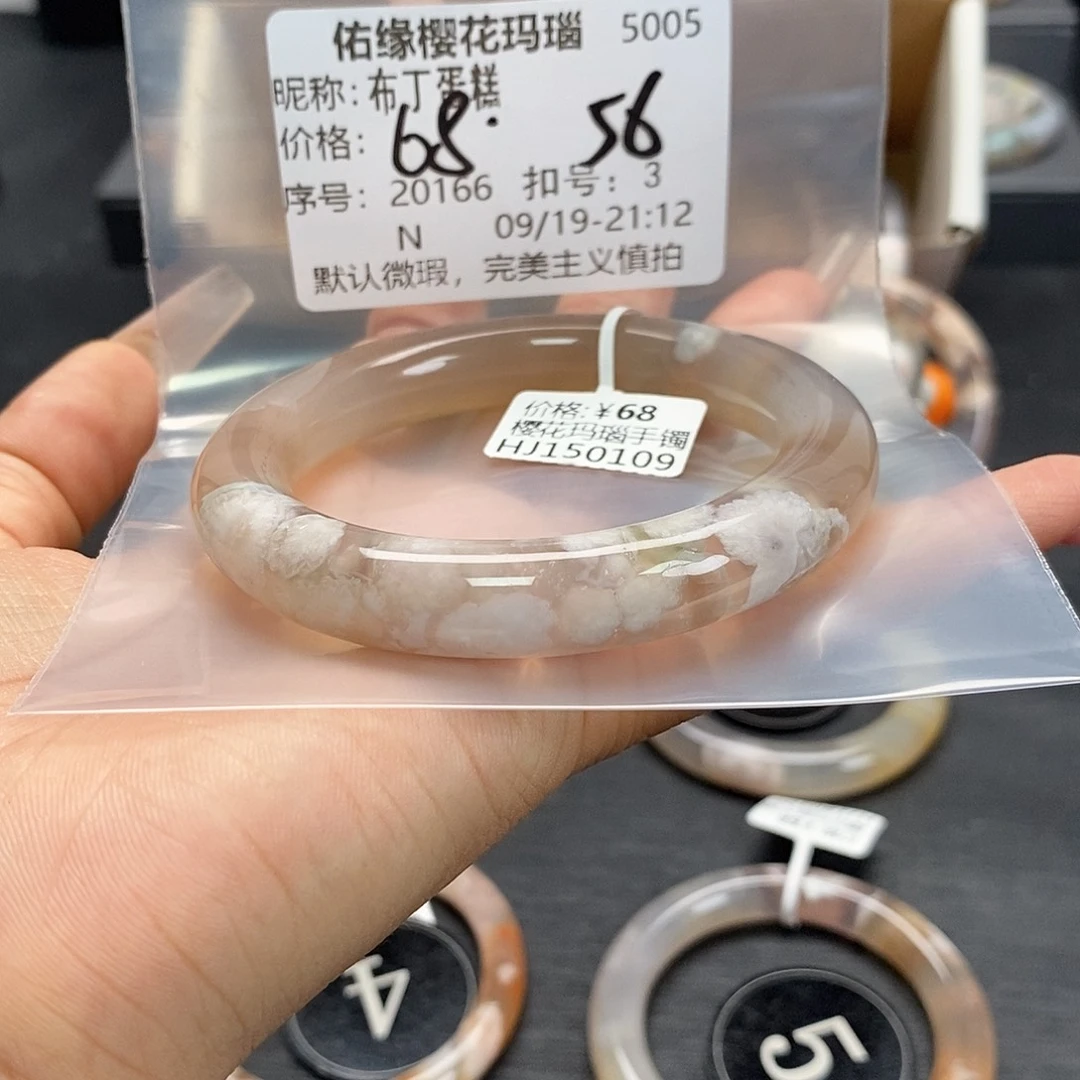 佑缘樱花玛瑙 5005
昵称：布丁蛋糕
价格： 68. 56
序号：20166 扣号：3
N 09/19-21:12
默认微瑕，完美主义慎拍
价格:¥68
樱花玛瑙手镯
HJ150109
4
5